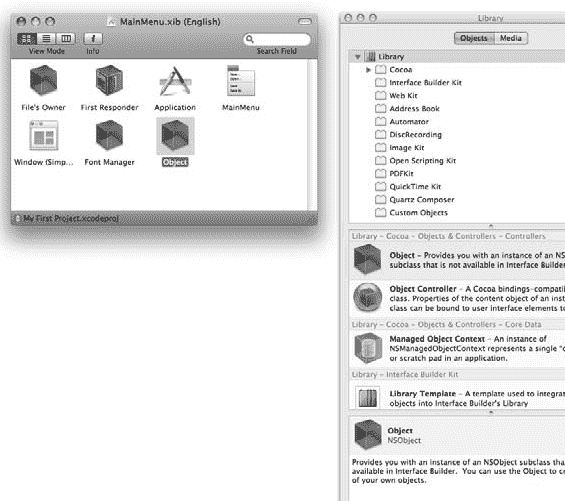 MainMenu.xib (English)
View Mode
Info
Search Field
File's Owner
First Responder
Application
MainMenu
Window (Simp...
Font Manager
Object
My First Project.xcodeproj
Library
Objects
Media
Library
Cocoa
Interface Builder Kit
Web Kit
Address Book
Automator
DiscRecording
Image Kit
Open Scripting Kit
PDFKit
QuickTime Kit
Quartz Composer
Custom Objects
Library – Cocoa – Objects & Controllers – Controllers
Object – Provides you with an instance of an NS
subclass that is not available in Interface Builder
Object Controller – A Cocoa bindings-compati
class. Properties of the content object of an inst
class can be bound to user interface elements to
Library – Cocoa – Objects & Controllers – Core Data
Managed Object Context – An instance of
NSManagedObjectContext represents a single "o
or scratch pad in an application.
Library – Interface Builder Kit
Library Template – A template used to integrat
objects into Interface Builder's Library
Object
NSObject
Provides you with an instance of an NSObject subclass tha
available in Interface Builder. You can use the Object to cr
of your own objects.